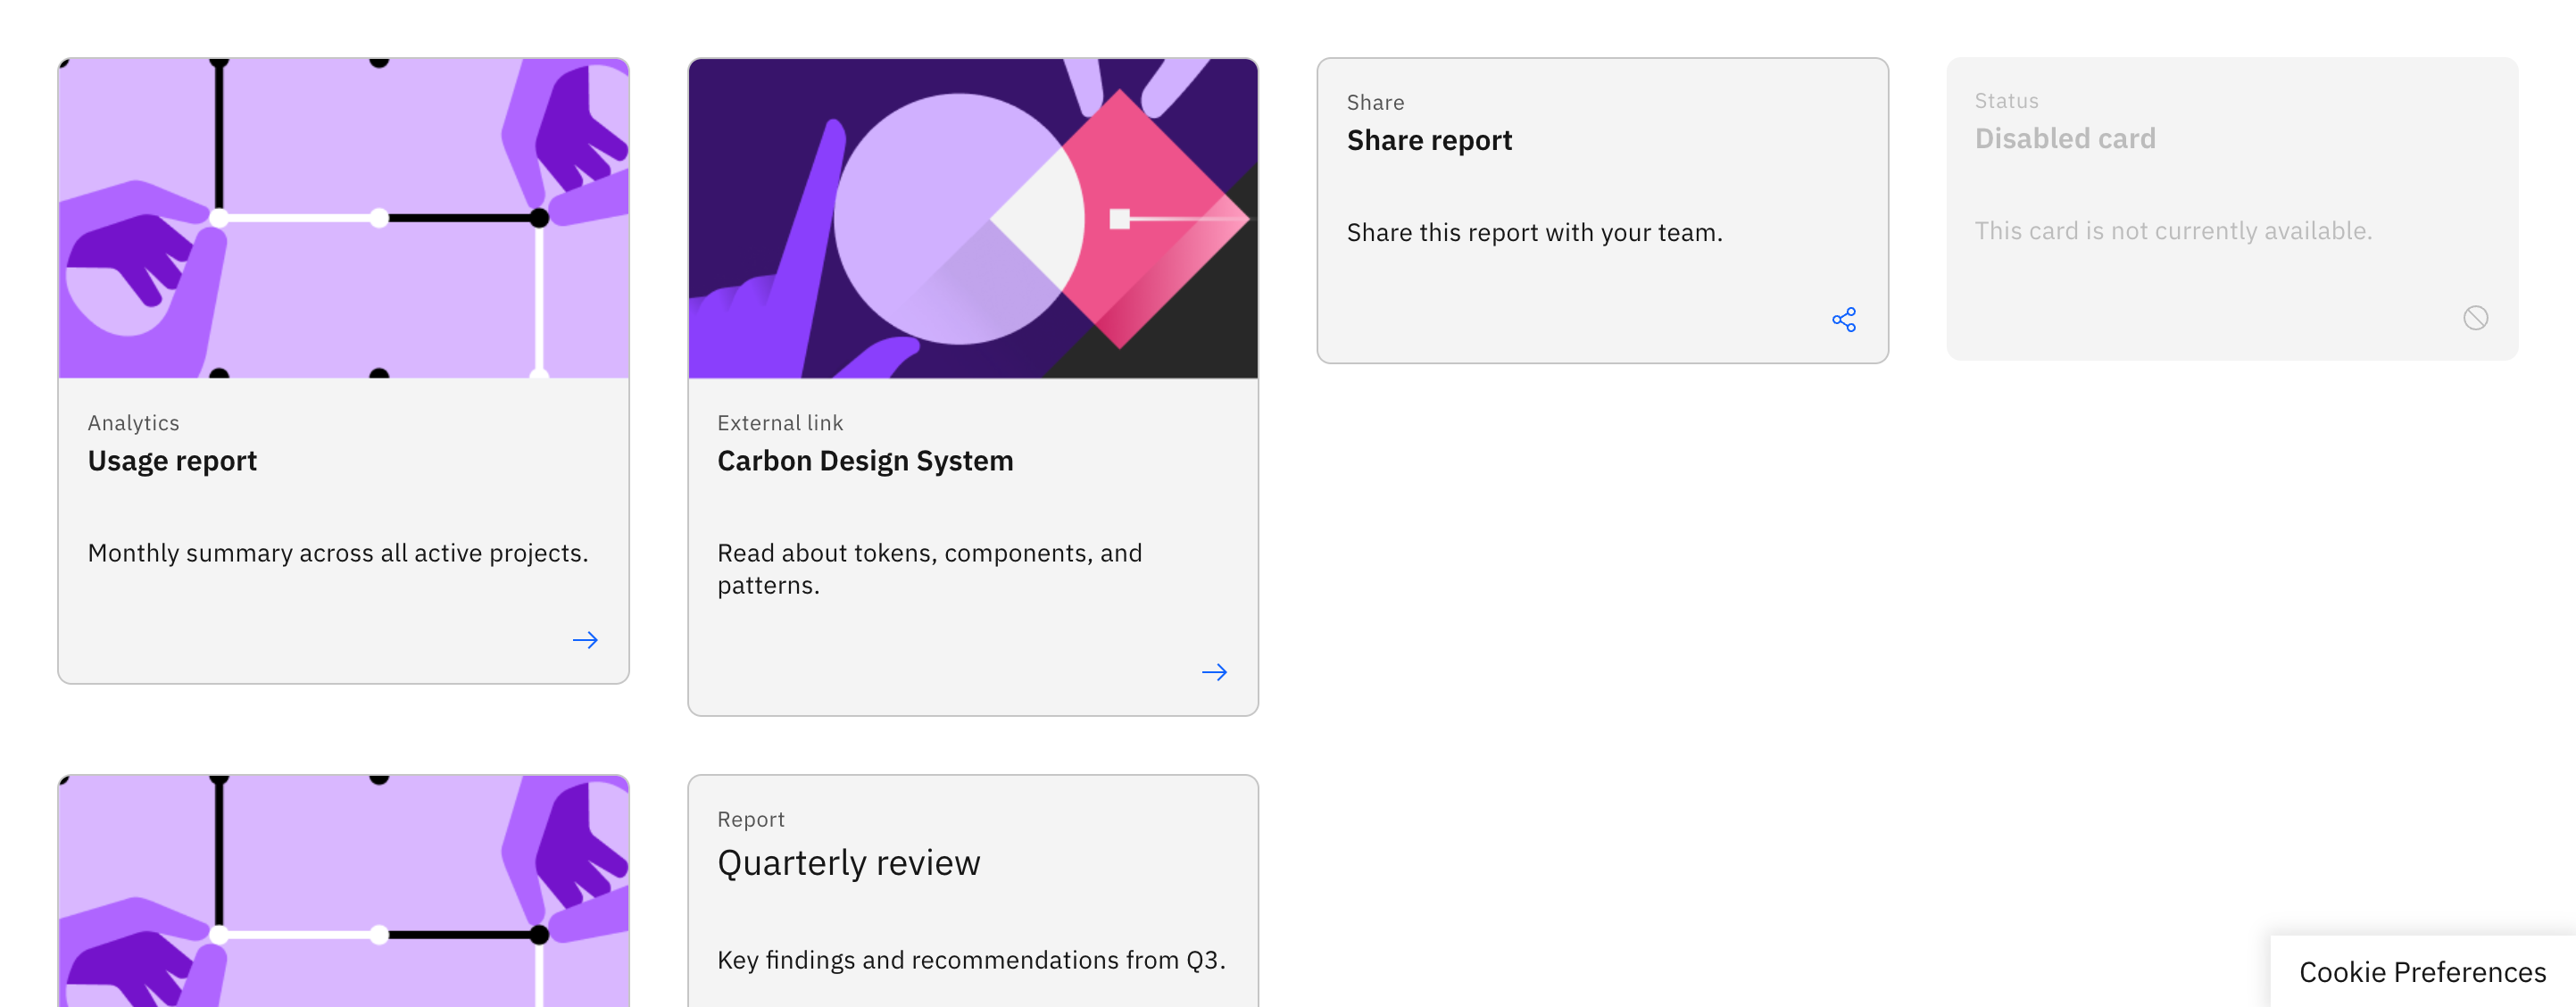 Analytics
Usage report
Monthly summary across all active projects.
External link
Carbon Design System
Read about tokens, components, and
patterns.
Share
Share report
Share this report with your team.
Status
Disabled card
This card is not currently available.
Report
Quarterly review
Key findings and recommendations from Q3.
Cookie Preferences